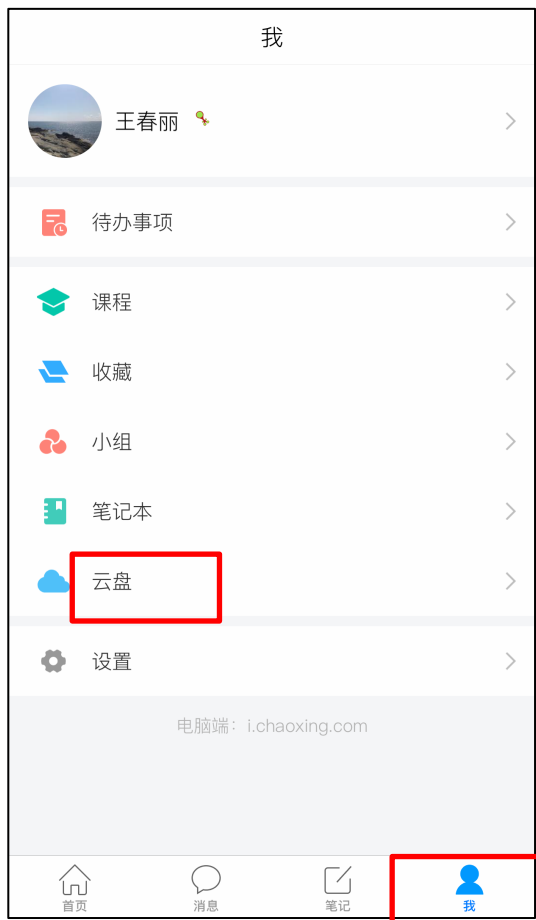 我
王春丽
待办事项
课程
收藏
小组
笔记本
云盘
设置
电脑端：i.chaoxing.com
首页 消息 笔记 我